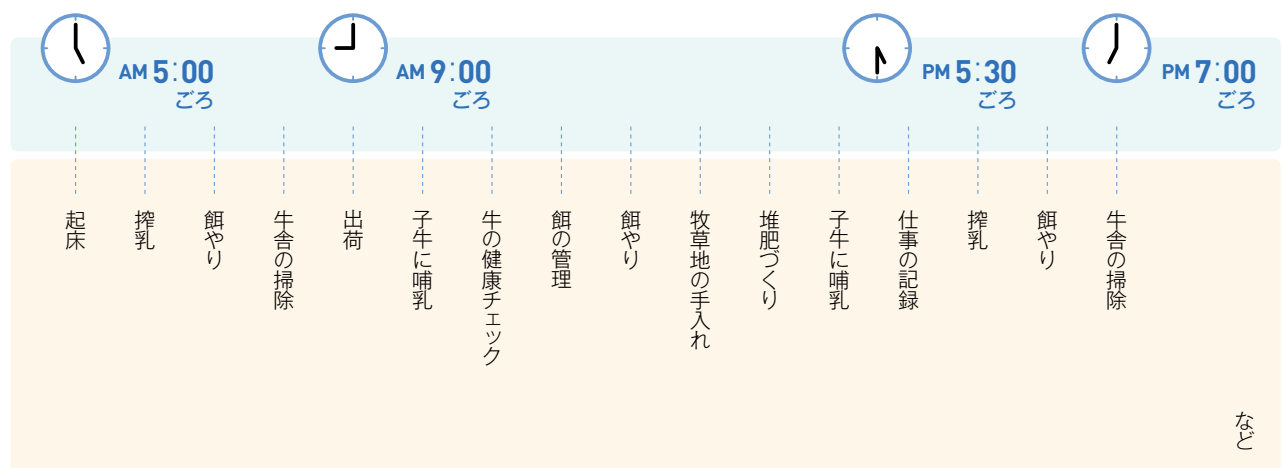 AM 5:00
ごろ
AM 9:00
ごろ
PM 5:30
ごろ
PM 7:00
ごろ
起床
搾乳
餌やり
牛舎の掃除
出荷
子牛に哺乳
牛の健康チェック
餌の管理
餌やり
牧草地の手入れ
堆肥づくり
子牛に哺乳
仕事の記録
搾乳
餌やり
牛舎の掃除
など